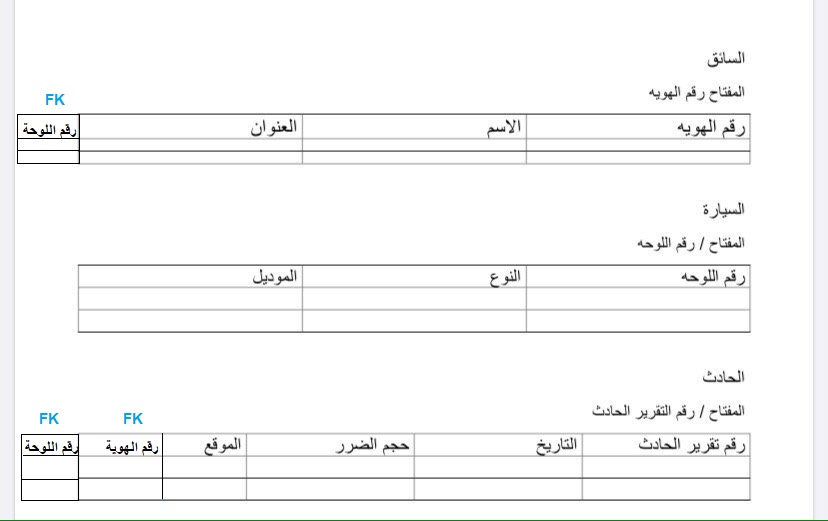 السائق
المفتاح رقم الهويه
FK
رقم الهويه الاسم العنوان رقم اللوحة
السيارة
المفتاح / رقم اللوحه
رقم اللوحه النوع الموديل
الحادث
المفتاح / رقم التقرير الحادث
FK FK
رقم تقرير الحادث التاريخ حجم الضرر الموقع رقم الهوية رقم اللوحة